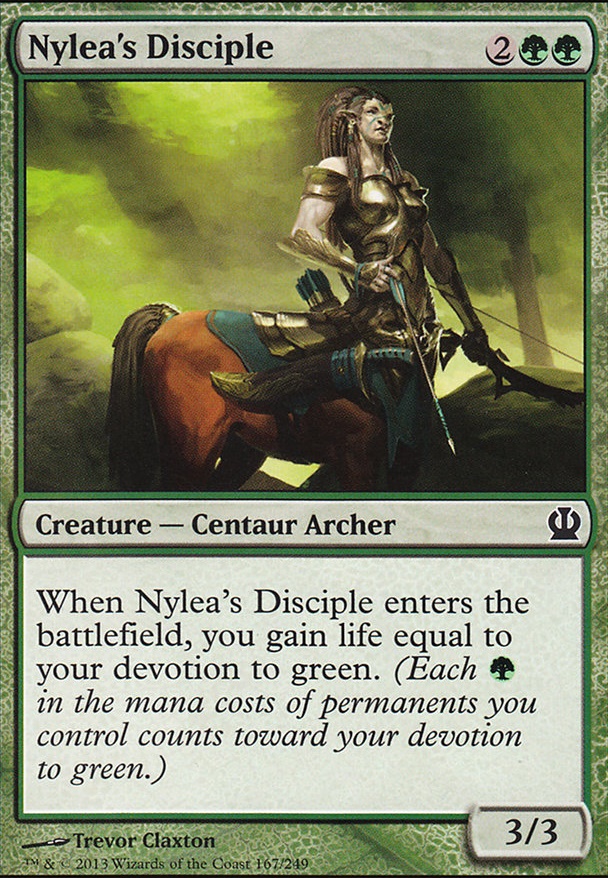 Nylea's Disciple 2
Creature — Centaur Archer
When Nylea's Disciple enters the
battlefield, you gain life equal to
your devotion to green. (Each
in the mana costs of permanents you
control counts toward your devotion
to green.)
3/3
Trevor Claxton
™ & © 2013 Wizards of the Coast 167/249